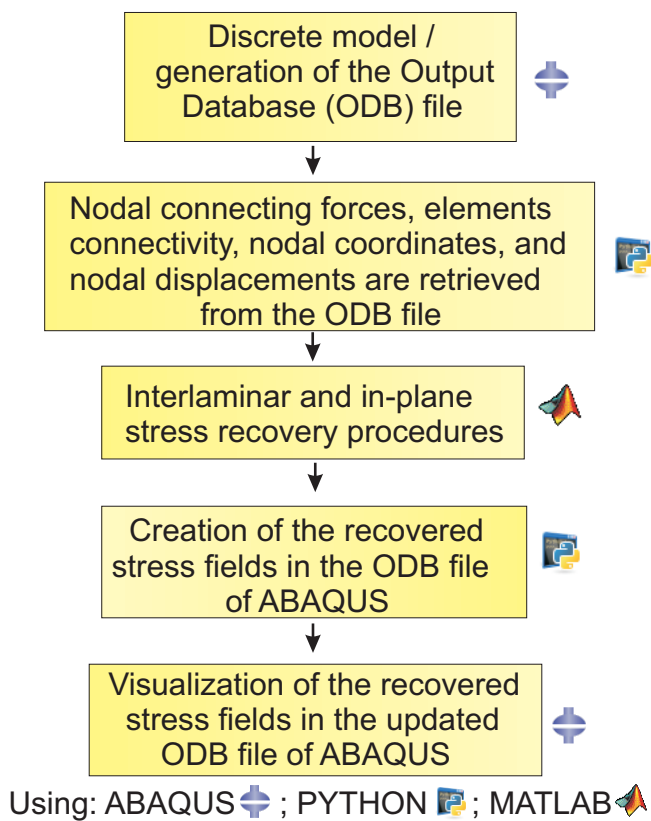 Discrete model /
generation of the Output
Database (ODB) file
Nodal connecting forces, elements
connectivity, nodal coordinates, and
nodal displacements are retrieved
from the ODB file
Interlaminar and in-plane
stress recovery procedures
Creation of the recovered
stress fields in the ODB file
of ABAQUS
Visualization of the recovered
stress fields in the updated
ODB file of ABAQUS
Using: ABAQUS ; PYTHON ; MATLAB